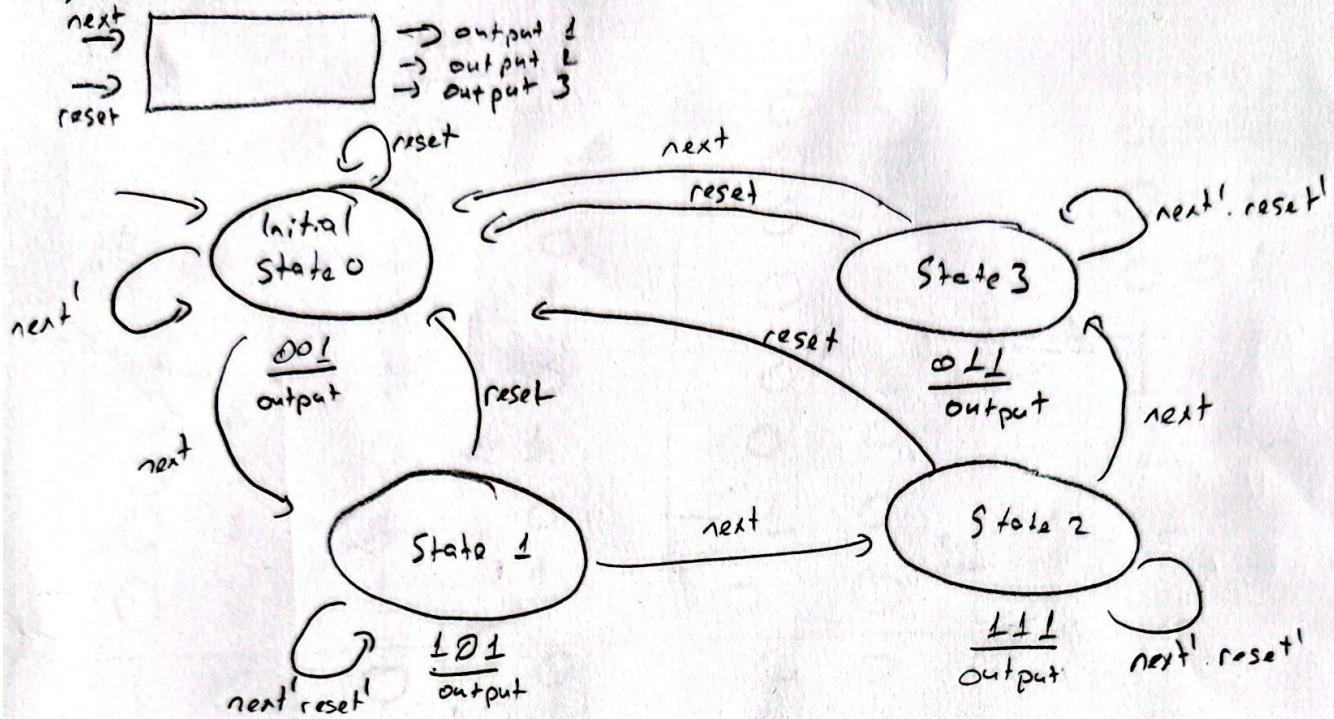 next
reset
output 1
output 2
output 3
reset
next
reset
next'.reset'
Initial
State 0
State 3
next'
001
output
reset
reset
011
output
next
next
State 1
next
State 2
101
output
next'reset'
111
output
next'.reset'